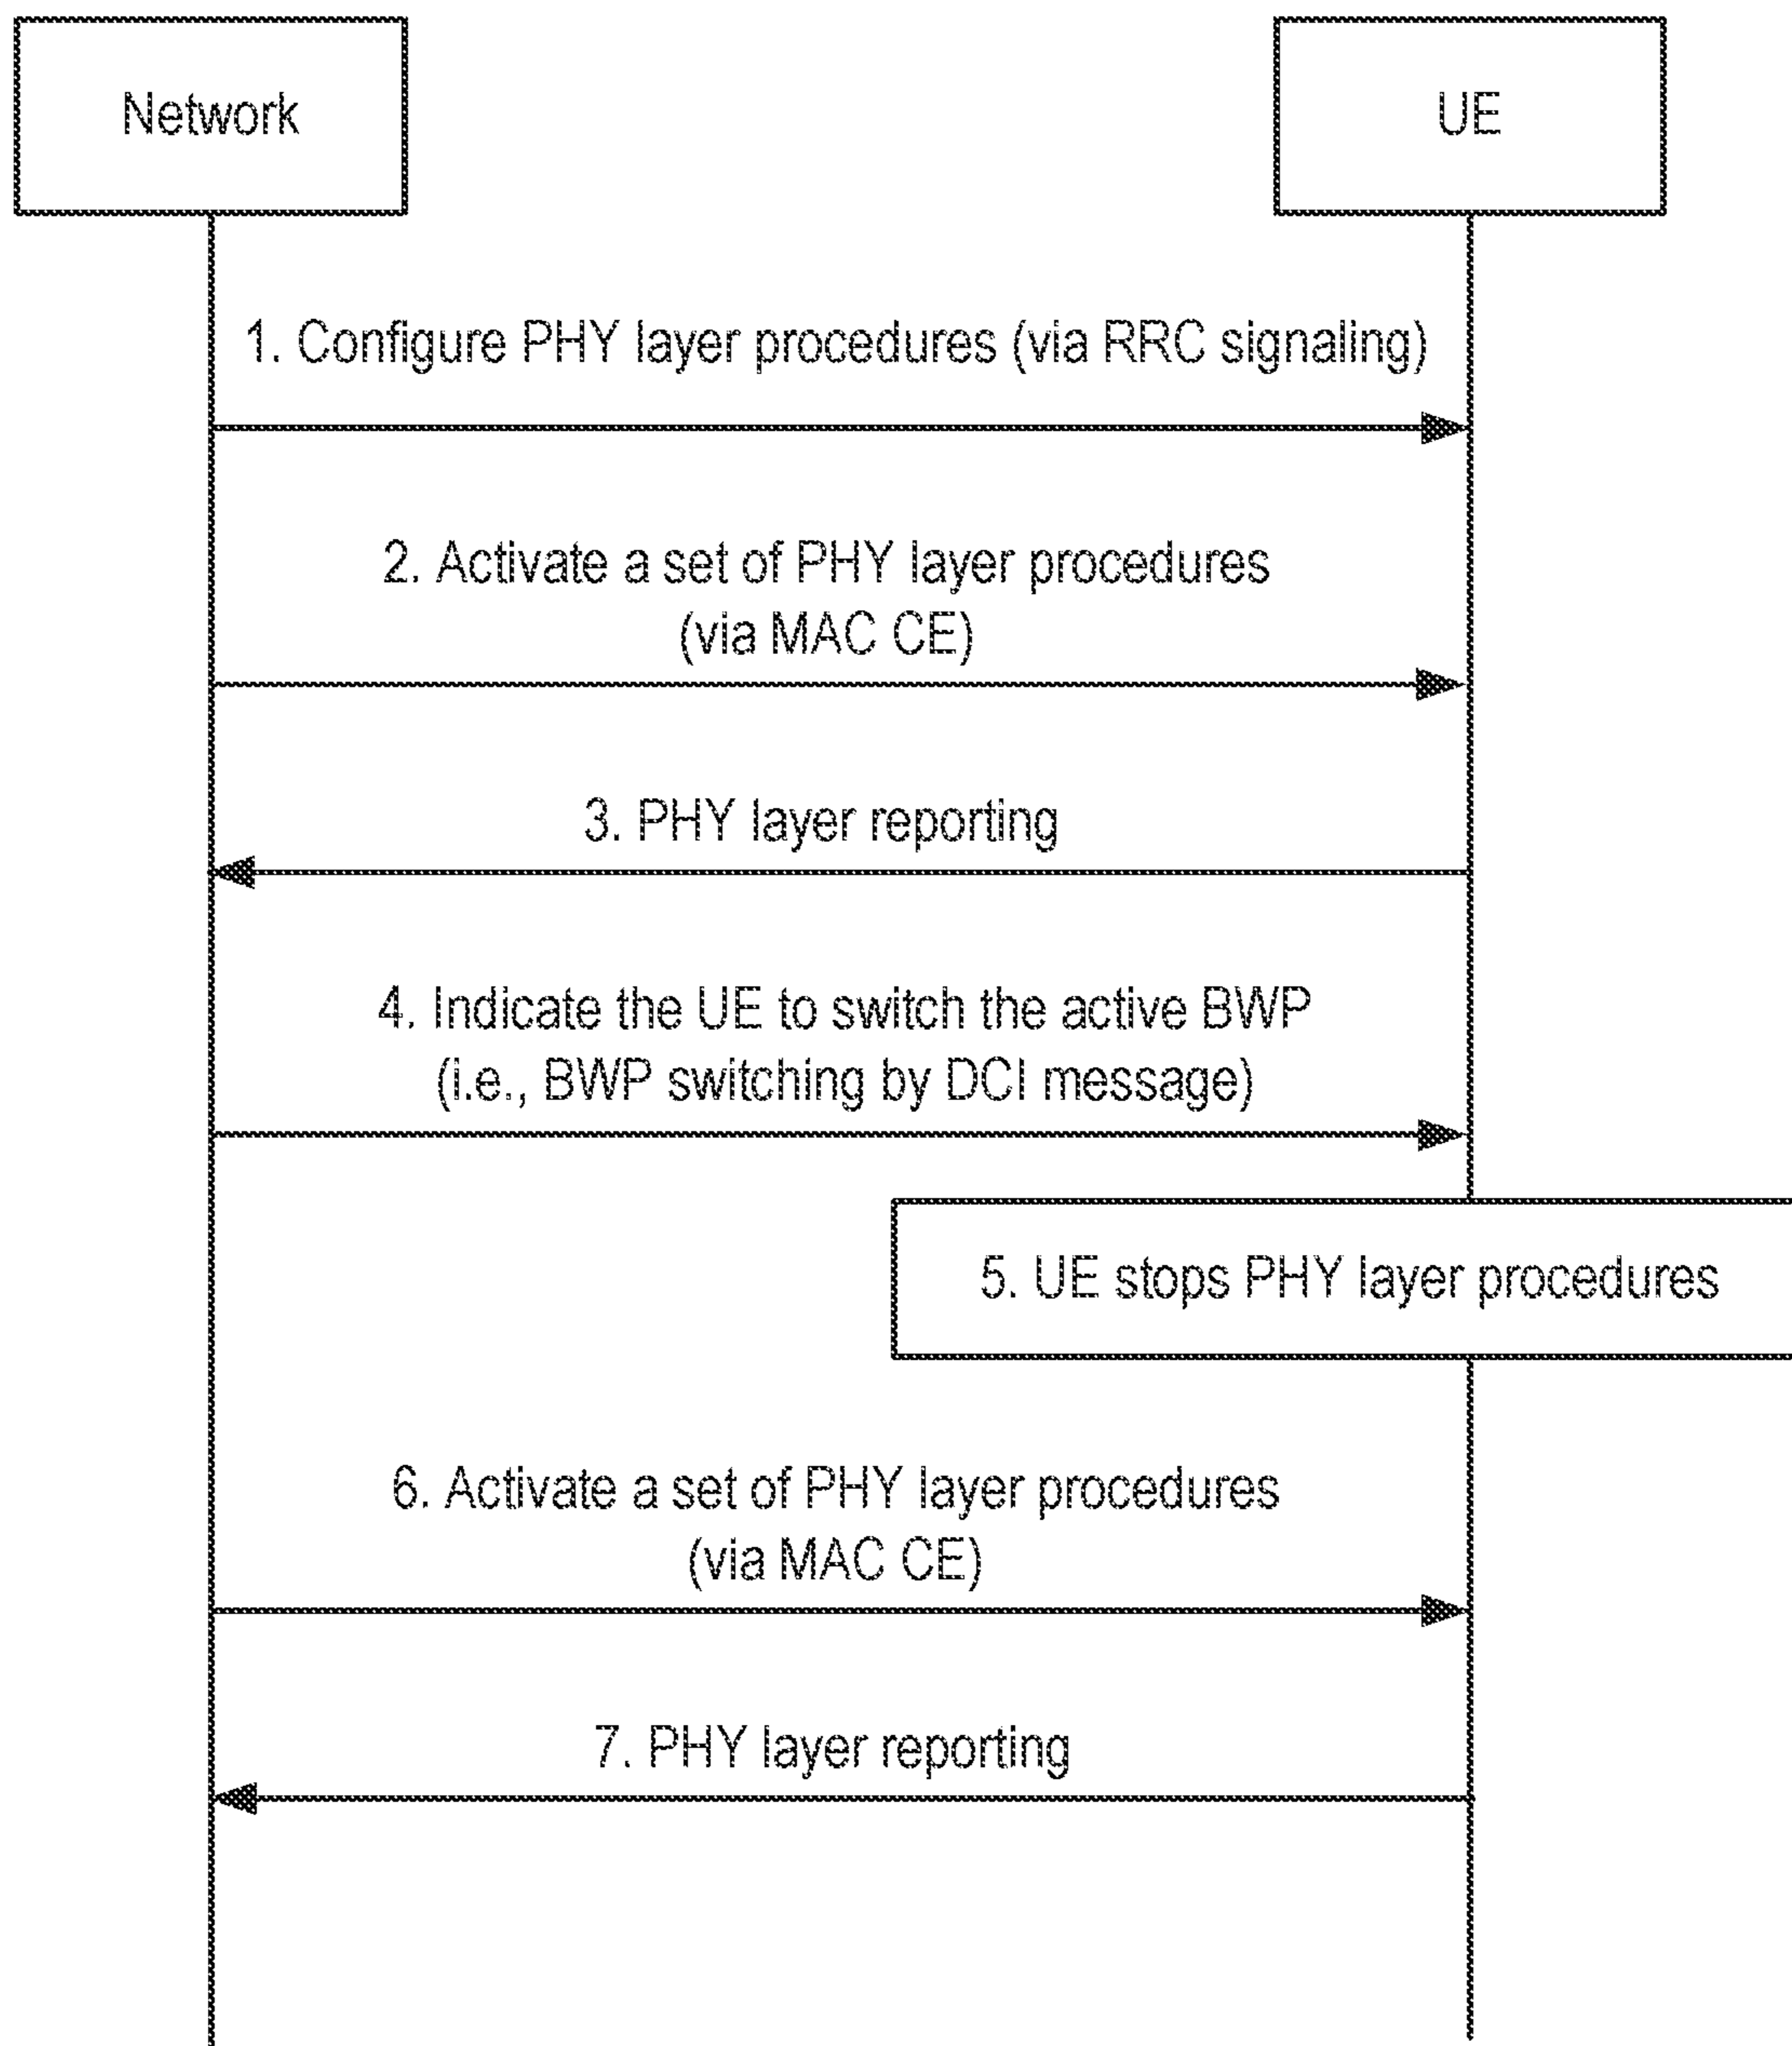 Network
UE
1. Configure PHY layer procedures (via RRC signaling)
2. Activate a set of PHY layer procedures
(via MAC CE)
3. PHY layer reporting
4. Indicate the UE to switch the active BWP
(i.e., BWP switching by DCI message)
5. UE stops PHY layer procedures
6. Activate a set of PHY layer procedures
(via MAC CE)
7. PHY layer reporting